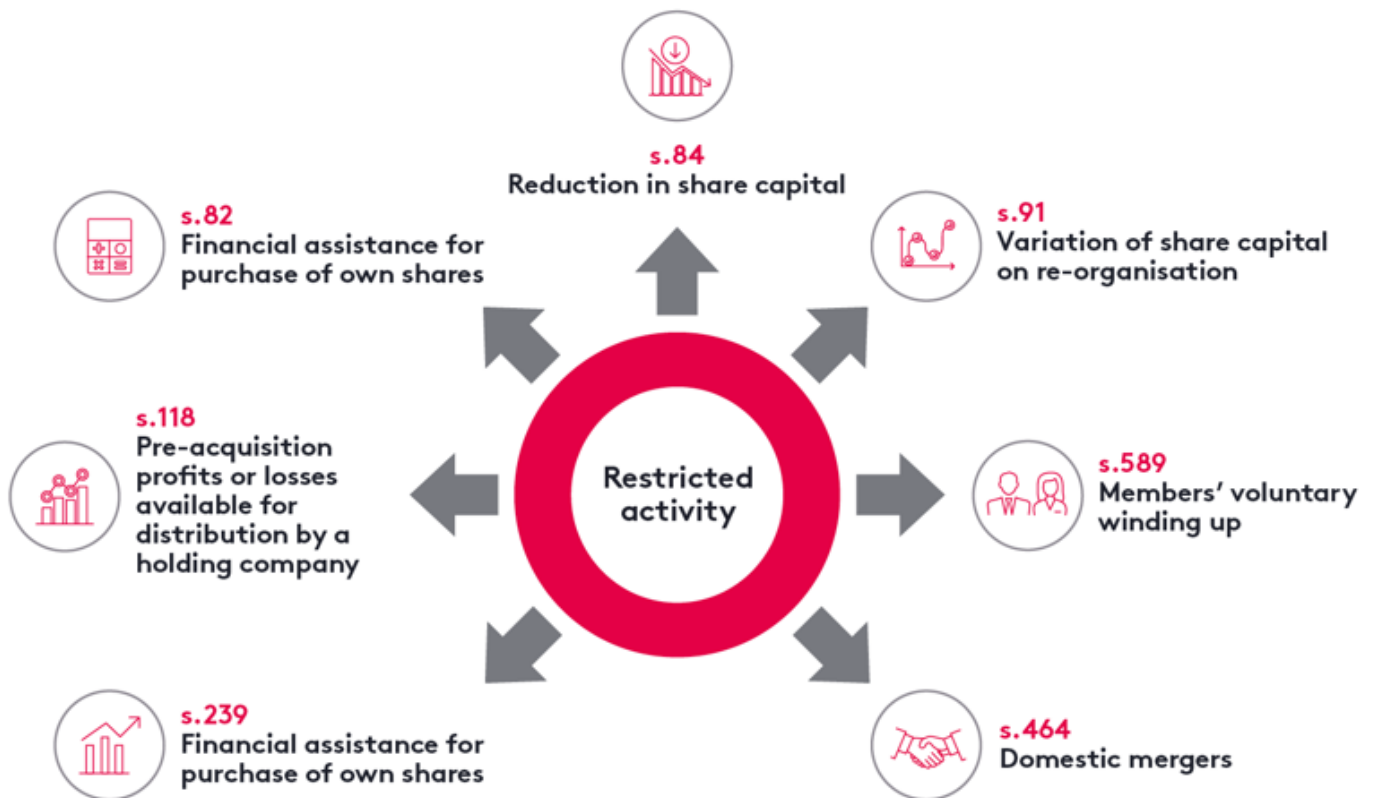 s.84
Reduction in share capital
s.82
Financial assistance for
purchase of own shares
s.91
Variation of share capital
on re-organisation
s.118
Pre-acquisition
profits or losses
available for
distribution by a
holding company
Restricted
activity
s.589
Members’ voluntary
winding up
s.239
Financial assistance for
purchase of own shares
s.464
Domestic mergers